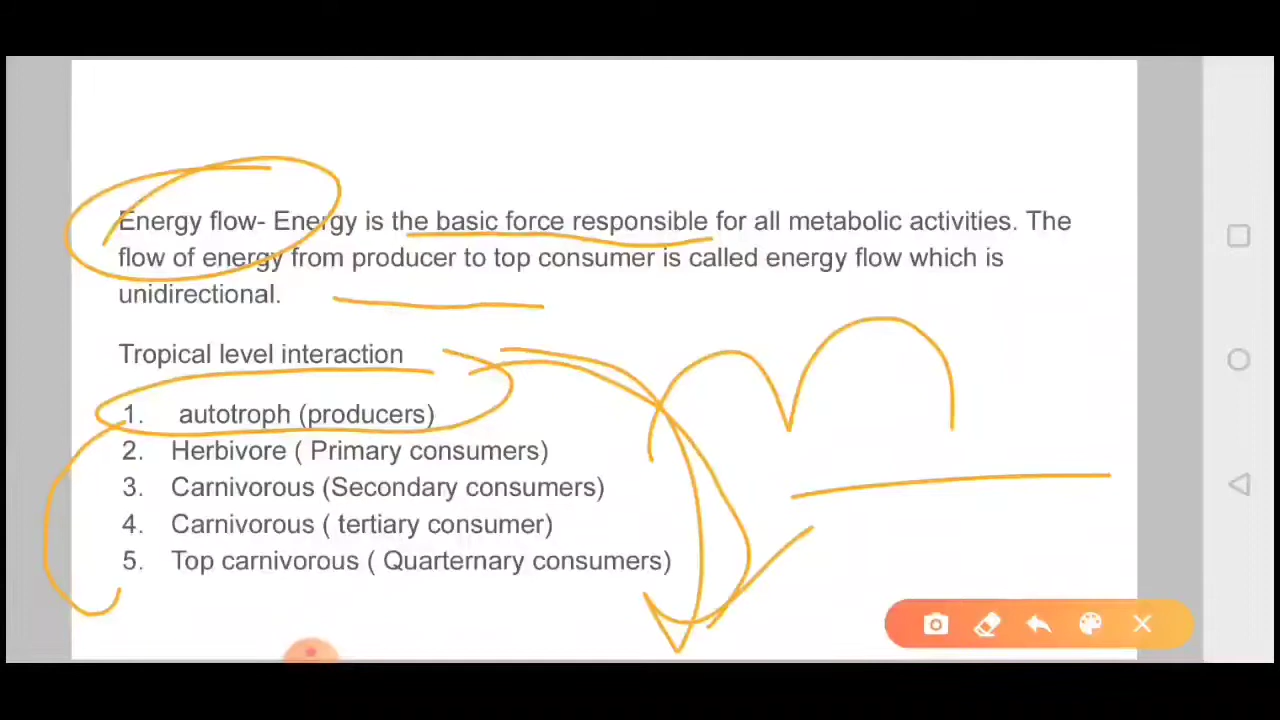 Energy flow- Energy is the basic force responsible for all metabolic activities. The
flow of energy from producer to top consumer is called energy flow which is
unidirectional.
Tropical level interaction
1. autotroph (producers)
2. Herbivore ( Primary consumers)
3. Carnivorous (Secondary consumers)
4. Carnivorous ( tertiary consumer)
5. Top carnivorous ( Quarternary consumers)